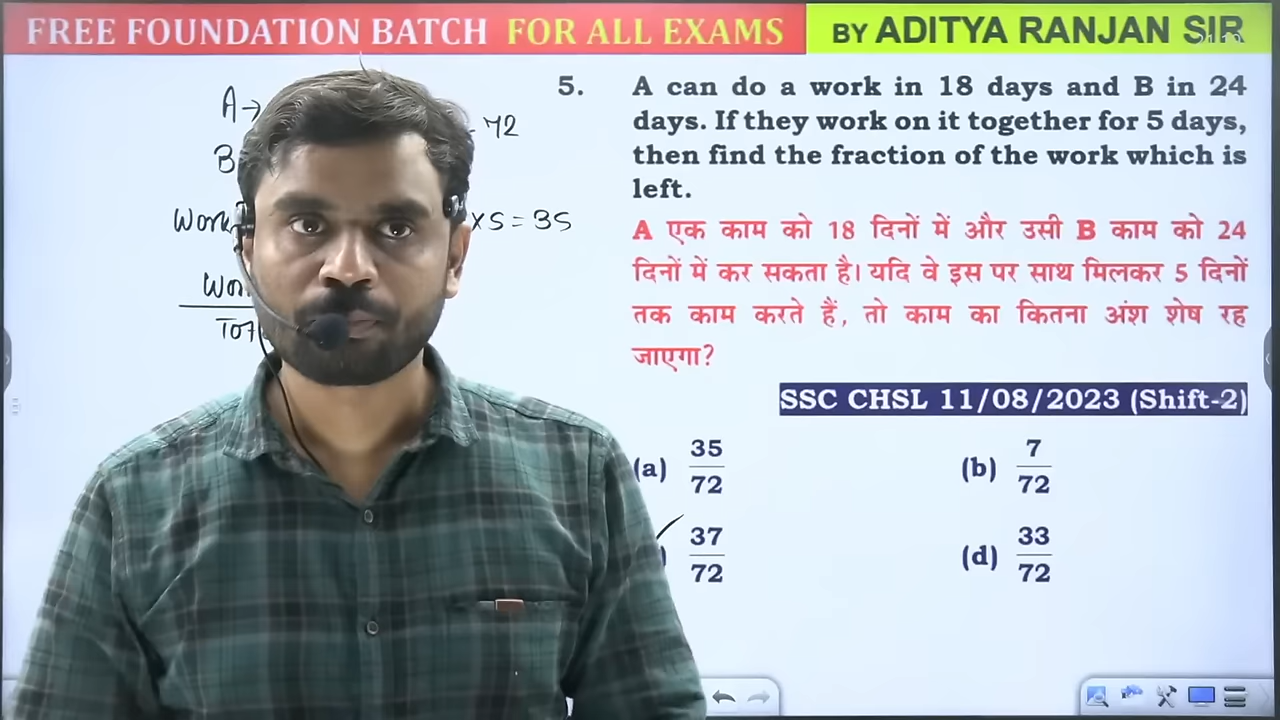 FREE FOUNDATION BATCH FOR ALL EXAMS
BY ADITYA RANJAN SIR
A→
72
B
Work
x5=35
Wor
Tot
5. A can do a work in 18 days and B in 24
days. If they work on it together for 5 days,
then find the fraction of the work which is
left.
A एक काम को 18 दिनों में और उसी B काम को 24
दिनों में कर सकता है। यदि वे इस पर साथ मिलकर 5 दिनों
तक काम करते हैं, तो काम का कितना अंश शेष रह
जाएगा?
SSC CHSL 11/08/2023 (Shift-2)
(a) 35/72 (b) 7/72
) 37/72 (d) 33/72